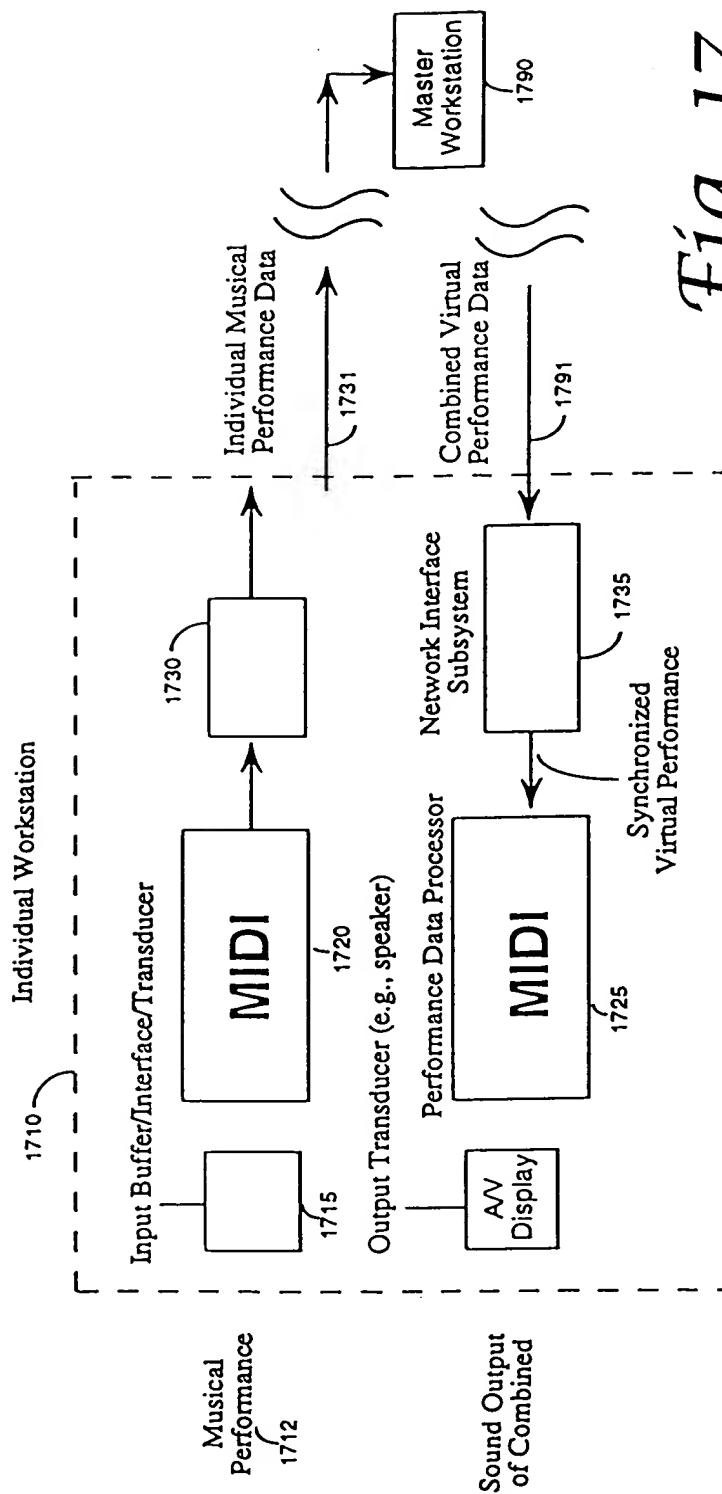 Individual Workstation
1710
Musical
Performance
1712
Input Buffer/Interface/Transducer
1715
MIDI
1720
1730
Individual Musical
Performance Data
1731
Master
Workstation
1790
Sound Output
of Combined
Output Transducer (e.g., speaker)
A/V
Display
Performance Data Processor
MIDI
1725
Synchronized
Virtual Performance
Network Interface
Subsystem
1735
Combined Virtual
Performance Data
1791
Fig. 17